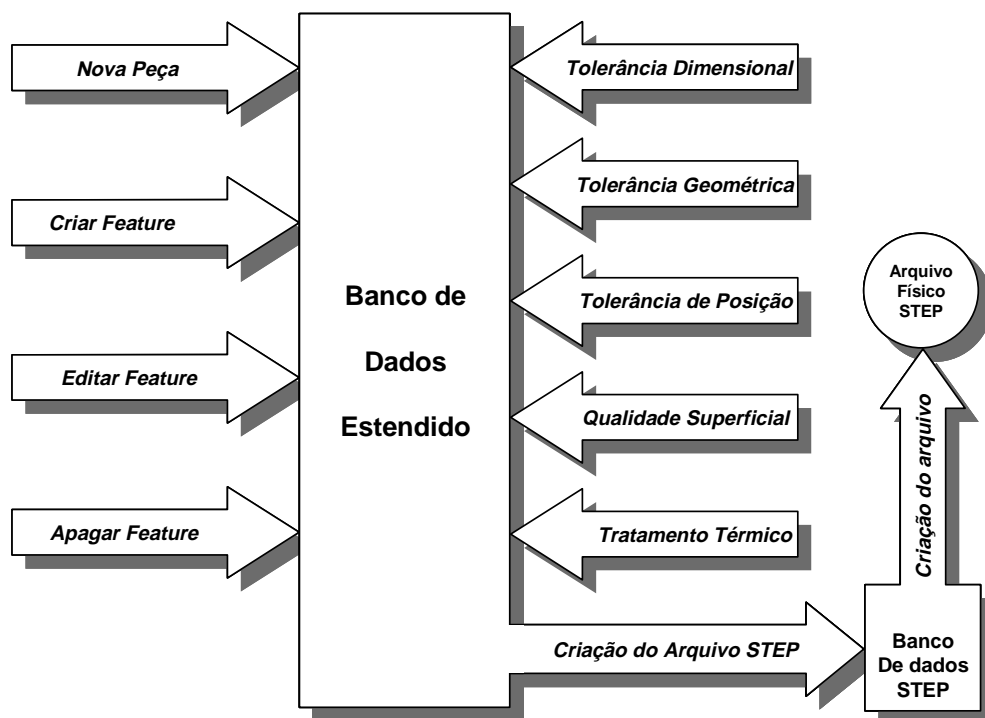 Nova Peça
Criar Feature
Editar Feature
Apagar Feature
Banco de
Dados
Estendido
Tolerância Dimensional
Tolerância Geométrica
Tolerância de Posição
Qualidade Superficial
Tratamento Térmico
Criação do Arquivo STEP
Banco
De dados
STEP
Criação do arquivo
Arquivo
Físico
STEP